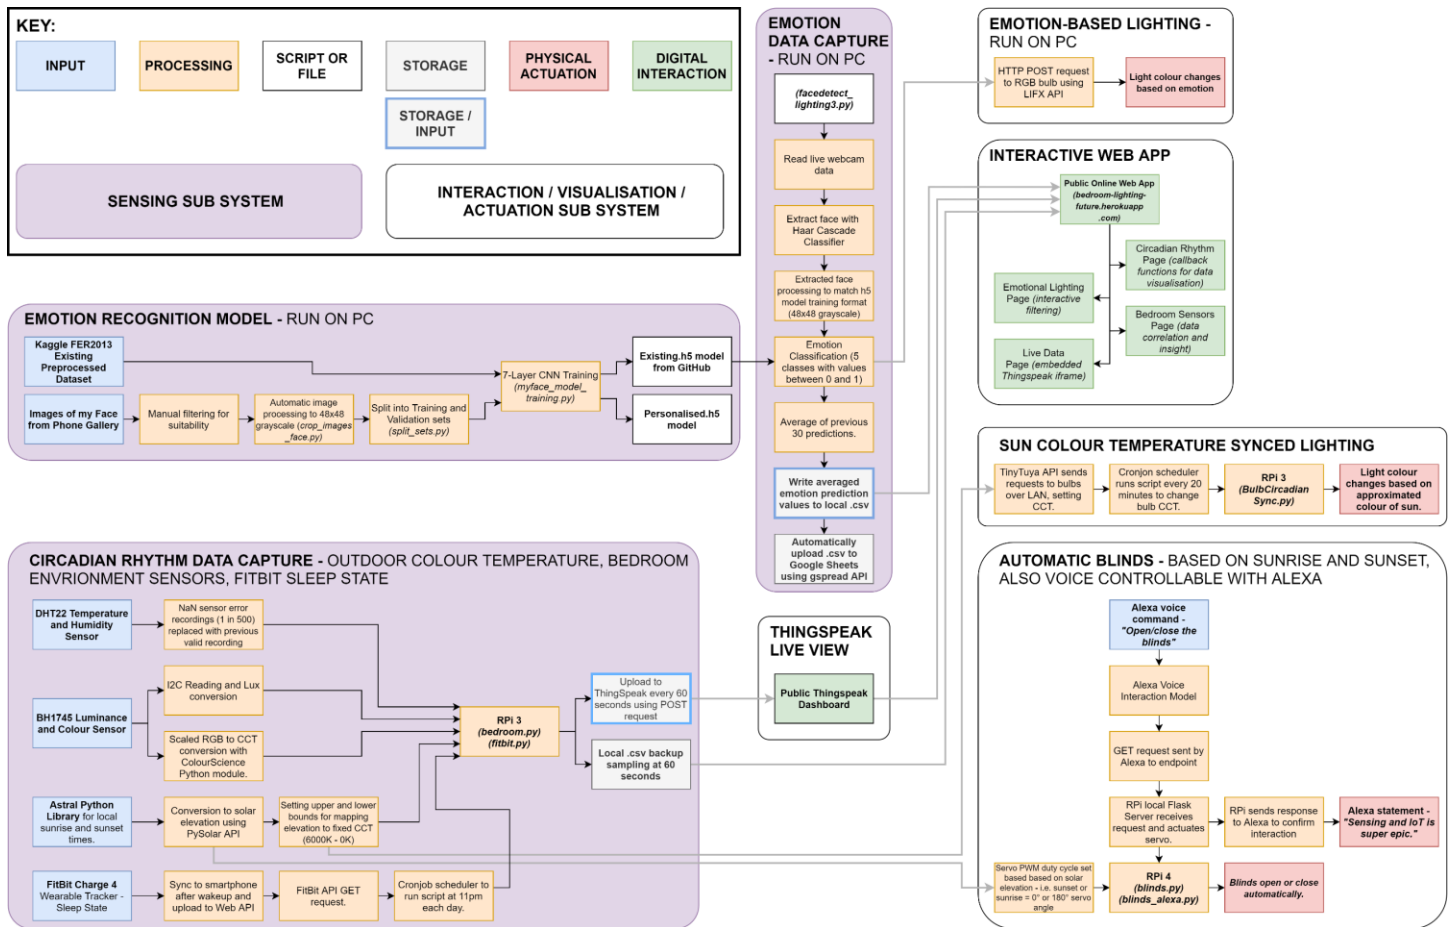 KEY:
INPUT
PROCESSING
SCRIPT OR
FILE
STORAGE
PHYSICAL
ACTUATION
DIGITAL
INTERACTION
STORAGE /
INPUT
SENSING SUB SYSTEM
INTERACTION / VISUALISATION /
ACTUATION SUB SYSTEM
EMOTION RECOGNITION MODEL - RUN ON PC
Kaggle FER2013
Existing
Preprocessed
Dataset
Images of my Face
from Phone Gallery
Manual filtering for
suitability
Automatic image
processing to 48x48
grayscale (crop_images
_face.py)
Split into Training and
Validation sets
(split_sets.py)
7-Layer CNN Training
(myface_model_
training.py)
Existing.h5 model
from GitHub
Personalised.h5
model
EMOTION
DATA CAPTURE
- RUN ON PC
(facedetect_
lighting3.py)
Read live webcam
data
Extract face with
Haar Cascade
Classifier
Extracted face
processing to match h5
model training format
(48x48 grayscale)
Emotion
Classification (5
classes with values
between 0 and 1)
Average of previous
30 predictions.
Write averaged
emotion prediction
values to local .csv
Automatically
upload .csv to
Google Sheets
using gspread API
EMOTION-BASED LIGHTING -
RUN ON PC
HTTP POST request
to RGB bulb using
LIFX API
Light colour changes
based on emotion
INTERACTIVE WEB APP
Public Online Web App
(bedroom-lighting-
future.herokuapp
.com)
Circadian Rhythm
Page (callback
functions for data
visualisation)
Emotional Lighting
Page (interactive
filtering)
Bedroom Sensors
Page (data
correlation and
insight)
Live Data
Page (embedded
Thingspeak iframe)
SUN COLOUR TEMPERATURE SYNCED LIGHTING
TinyTuya API sends
requests to bulbs
over LAN, setting
CCT.
Cronjon scheduler
runs script every 20
minutes to change
bulb CCT.
RPi 3
(BulbCircadian
Sync.py)
Light colour
changes based on
approximated
colour of sun.
CIRCADIAN RHYTHM DATA CAPTURE - OUTDOOR COLOUR TEMPERATURE, BEDROOM
ENVRIONMENT SENSORS, FITBIT SLEEP STATE
DHT22 Temperature
and Humidity
Sensor
NaN sensor error
recordings (1 in 500)
replaced with previous
valid recording
BH1745 Luminance
and Colour Sensor
I2C Reading and Lux
conversion
Scaled RGB to CCT
conversion with
ColourScience
Python module.
Astral Python
Library for local
sunrise and sunset
times.
Conversion to solar
elevation using
PySolar API
Setting upper and lower
bounds for mapping
elevation to fixed CCT
(6000K - 0K)
FitBit Charge 4
Wearable Tracker -
Sleep State
Sync to smartphone
after wakeup and
upload to Web API
FitBit API GET
request.
Cronjob scheduler to
run script at 11pm
each day.
RPi 3
(bedroom.py)
(fitbit.py)
Upload to
ThingSpeak every 60
seconds using POST
request
Local .csv backup
sampling at 60
seconds
THINGSPEAK
LIVE VIEW
Public Thingspeak
Dashboard
AUTOMATIC BLINDS - BASED ON SUNRISE AND SUNSET,
ALSO VOICE CONTROLLABLE WITH ALEXA
Alexa voice
command -
"Open/close the
blinds"
Alexa Voice
Interaction Model
GET request sent by
Alexa to endpoint
RPi local Flask
Server receives
request and actuates
servo.
RPi sends response
to Alexa to confirm
interaction
Alexa statement -
"Sensing and IoT is
super epic."
Servo PWM duty cycle set
based based on solar
elevation - i.e. sunset or
sunrise = 0° or 180° servo
angle
RPi 4
(blinds.py)
(blinds_alexa.py)
Blinds open or close
automatically.